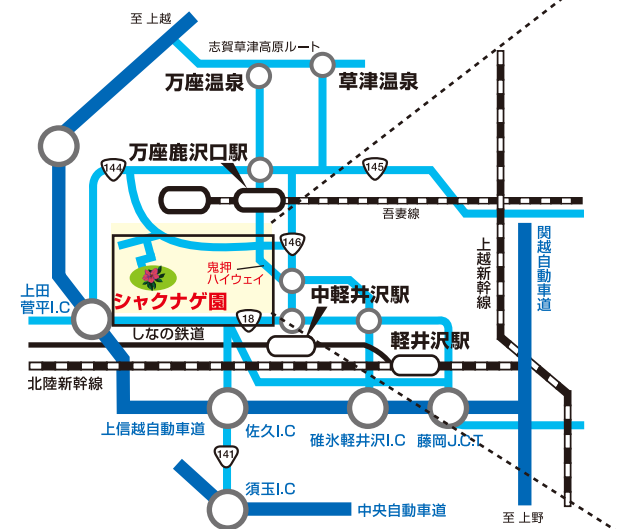 至 上越
志賀草津高原ルート
万座温泉
草津温泉
万座鹿沢口駅
144
145
吾妻線
146
関越自動車道
上越新幹線
鬼押
ハイウェイ
シャクナゲ園
上田
菅平I.C
18
中軽井沢駅
しなの鉄道
軽井沢駅
北陸新幹線
上信越自動車道
佐久I.C
碓氷軽井沢I.C
藤岡J.C.T
141
須玉I.C
中央自動車道
至 上野